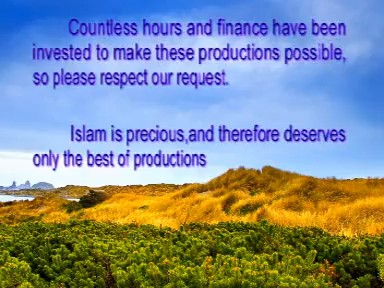 Countless hours and finance have been
invested to make these productions possible,
so please respect our request.
Islam is precious,and therefore deserves
only the best of productions